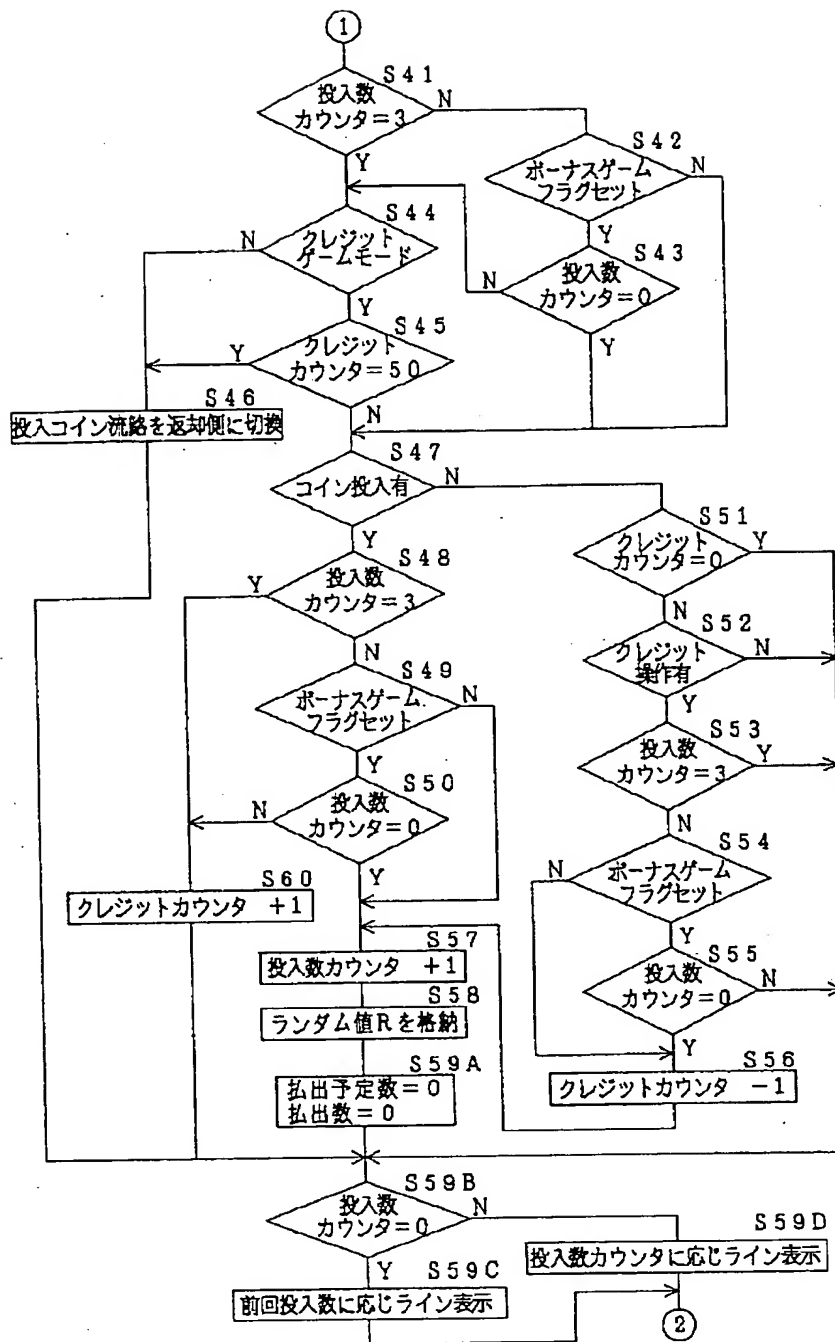 1
S41
投入数
カウンタ=3
N
Y
S42
ボーナスゲーム
フラグセット
N
Y
S43
投入数
カウンタ=0
N
Y
S44
クレジット
ゲームモード
N
Y
S45
クレジット
カウンタ=50
Y
N
S46
投入コイン流路を返却側に切換
S47
コイン投入有
N
Y
S48
投入数
カウンタ=3
Y
N
S49
ボーナスゲーム
フラグセット
N
Y
S50
投入数
カウンタ=0
N
Y
S51
クレジット
カウンタ=0
Y
N
S52
クレジット
操作有
N
Y
S53
投入数
カウンタ=3
Y
N
S54
ボーナスゲーム
フラグセット
N
Y
S55
投入数
カウンタ=0
N
Y
S56
クレジットカウンタ -1
S60
クレジットカウンタ +1
S57
投入数カウンタ +1
S58
ランダム値Rを格納
S59A
払出予定数=0
払出数=0
S59B
投入数
カウンタ=0
N
Y
S59C
前回投入数に応じライン表示
S59D
投入数カウンタに応じライン表示
2